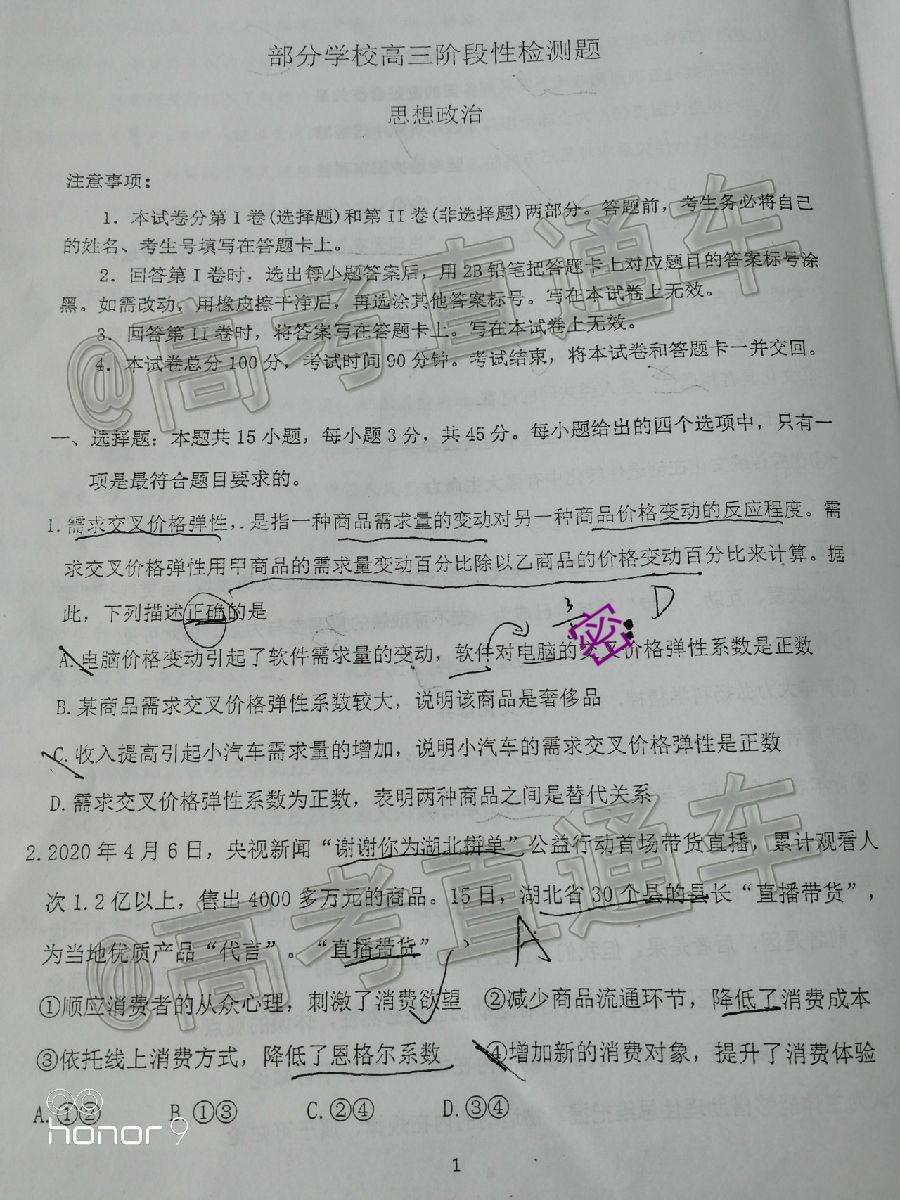 部分学校高三阶段性检测题
思想政治
注意事项：
1. 本试卷分第 I 卷(选择题)和第 II 卷(非选择题)两部分。答题前，考生务必将自己
的姓名、考生号填写在答题卡上。
2. 回答第 I 卷时，选出每小题答案后，用 2B 铅笔把答题卡上对应题目的答案标号涂
黑。如需改动，用橡皮擦干净后，再选涂其他答案标号。写在本试卷上无效。
3. 回答第 II 卷时，将答案写在答题卡上。写在本试卷上无效。
4. 本试卷总分 100 分，考试时间 90 分钟。考试结束，将本试卷和答题卡一并交回。
@高考直通车
一、选择题：本题共 15 小题，每小题 3 分，共 45 分。每小题给出的四个选项中，只有一
项是最符合题目要求的。
1. 需求交叉价格弹性，是指一种商品需求量的变动对另一种商品价格变动的反应程度。需
求交叉价格弹性用甲商品的需求量变动百分比除以乙商品的价格变动百分比来计算。据
此，下列描述正确的是
D
密
A. 电脑价格变动引起了软件需求量的变动，软件对电脑的交叉价格弹性系数是正数
B. 某商品需求交叉价格弹性系数较大，说明该商品是奢侈品
C. 收入提高引起小汽车需求量的增加，说明小汽车的需求交叉价格弹性是正数
D. 需求交叉价格弹性系数为正数，表明两种商品之间是替代关系
2. 2020 年 4 月 6 日，央视新闻“谢谢你为湖北拼单”公益行动首场带货直播，累计观看人
次 1.2 亿以上，售出 4000 多万元的商品。15 日，湖北省 30 个县的县长“直播带货”，
为当地优质产品“代言”。“直播带货”
A
@高考直通车
①顺应消费者的从众心理，刺激了消费欲望 ②减少商品流通环节，降低了消费成本
③依托线上消费方式，降低了恩格尔系数 ④增加新的消费对象，提升了消费体验
A. ①② B. ①③ C. ②④ D. ③④
honor 9
1